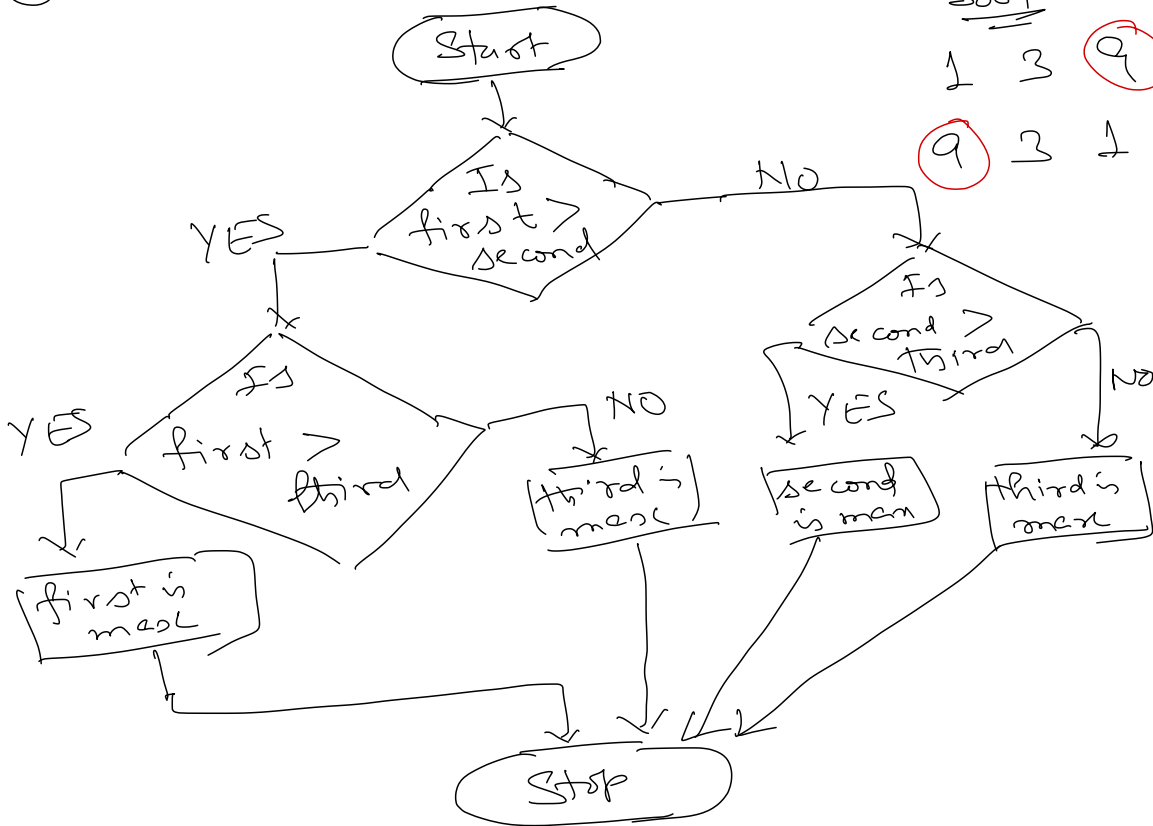 Start
1 3 9
9 3 1
Is
first >
second
YES
NO
Is
second >
third
YES
NO
Is
first >
third
YES
NO
third is
max
second
is max
third is
max
first is
max
Stop